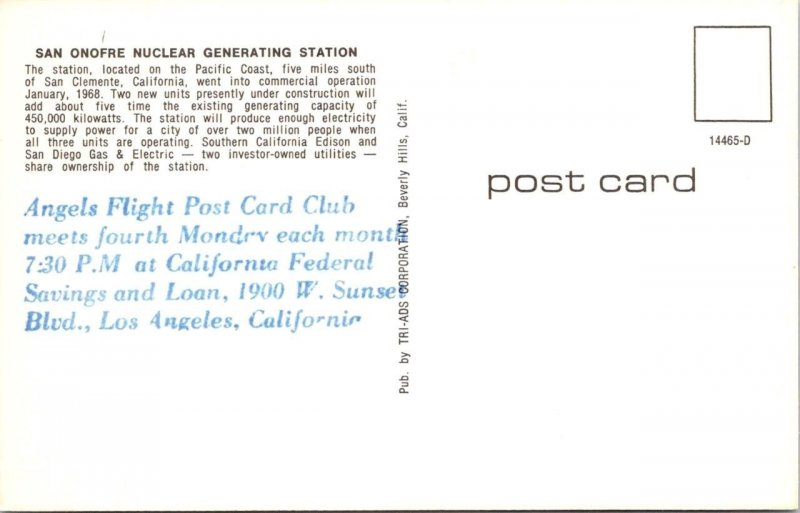 SAN ONOFRE NUCLEAR GENERATING STATION
The station, located on the Pacific Coast, five miles south
of San Clemente, California, went into commercial operation
January, 1968. Two new units presently under construction will
add about five time the existing generating capacity of
450,000 kilowatts. The station will produce enough electricity
to supply power for a city of over two million people when
all three units are operating. Southern California Edison and
San Diego Gas & Electric — two investor-owned utilities —
share ownership of the station.
Angels Flight Post Card Club
meets fourth Mondry each month
7:30 P.M at California Federal
Savings and Loan, 1900 W. Sunset
Blvd., Los Angeles, California
Pub. by TRI-ADS CORPORATION, Beverly Hills, Calif.
14465-D
post card